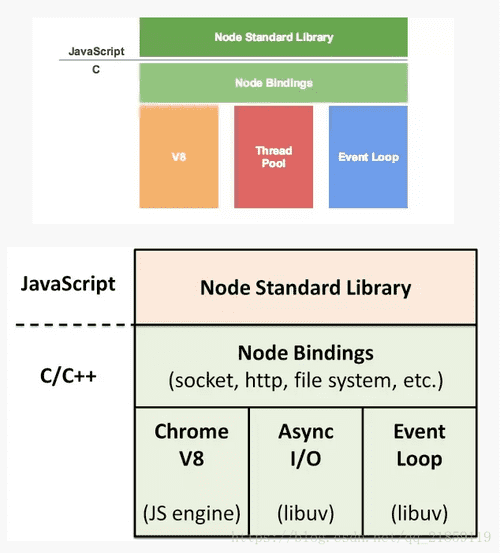 Node Standard Library
JavaScript
C
Node Bindings
V8
Thread
Pool
Event Loop
JavaScript
Node Standard Library
C/C++
Node Bindings
(socket, http, file system, etc.)
Chrome
V8
(JS engine)
Async
I/O
(libuv)
Event
Loop
(libuv)